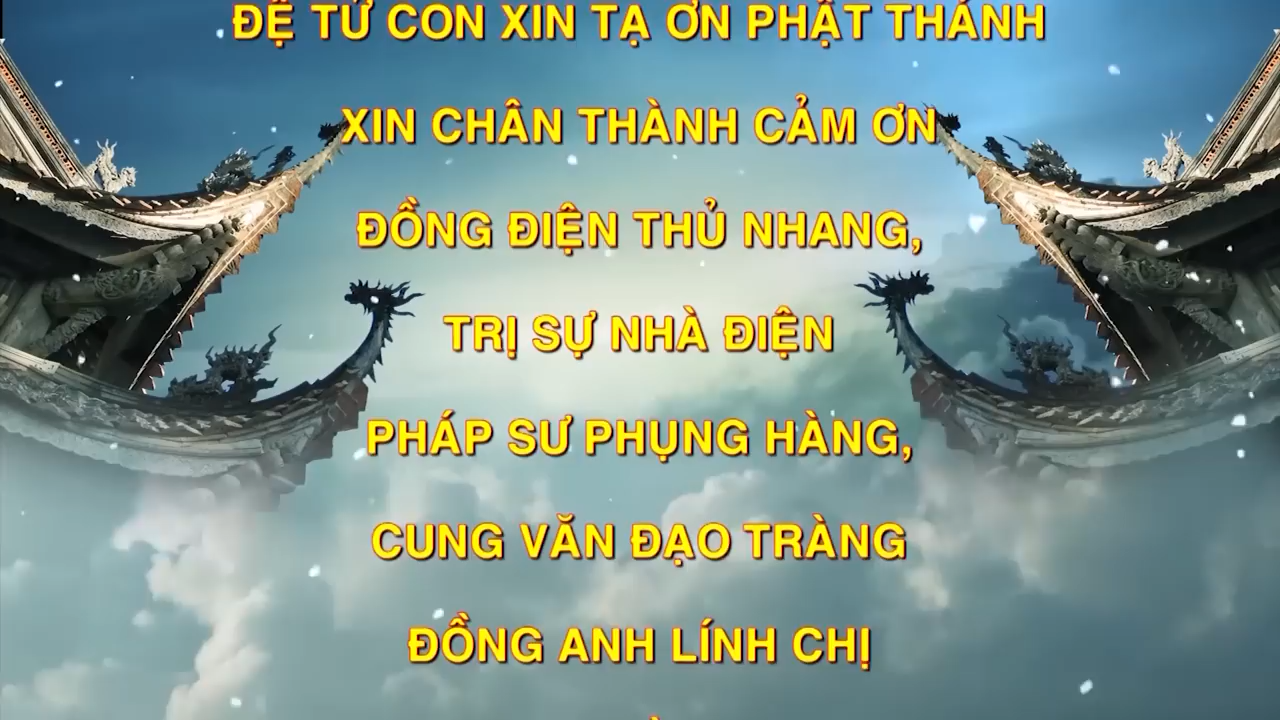 ĐỆ TỬ CON XIN TẠ ƠN PHẬT THÁNH
XIN CHÂN THÀNH CẢM ƠN
ĐỒNG ĐIỆN THỦ NHANG,
TRỊ SỰ NHÀ ĐIỆN
PHÁP SƯ PHỤNG HÀNG,
CUNG VĂN ĐẠO TRÀNG
ĐỒNG ANH LÍNH CHỊ